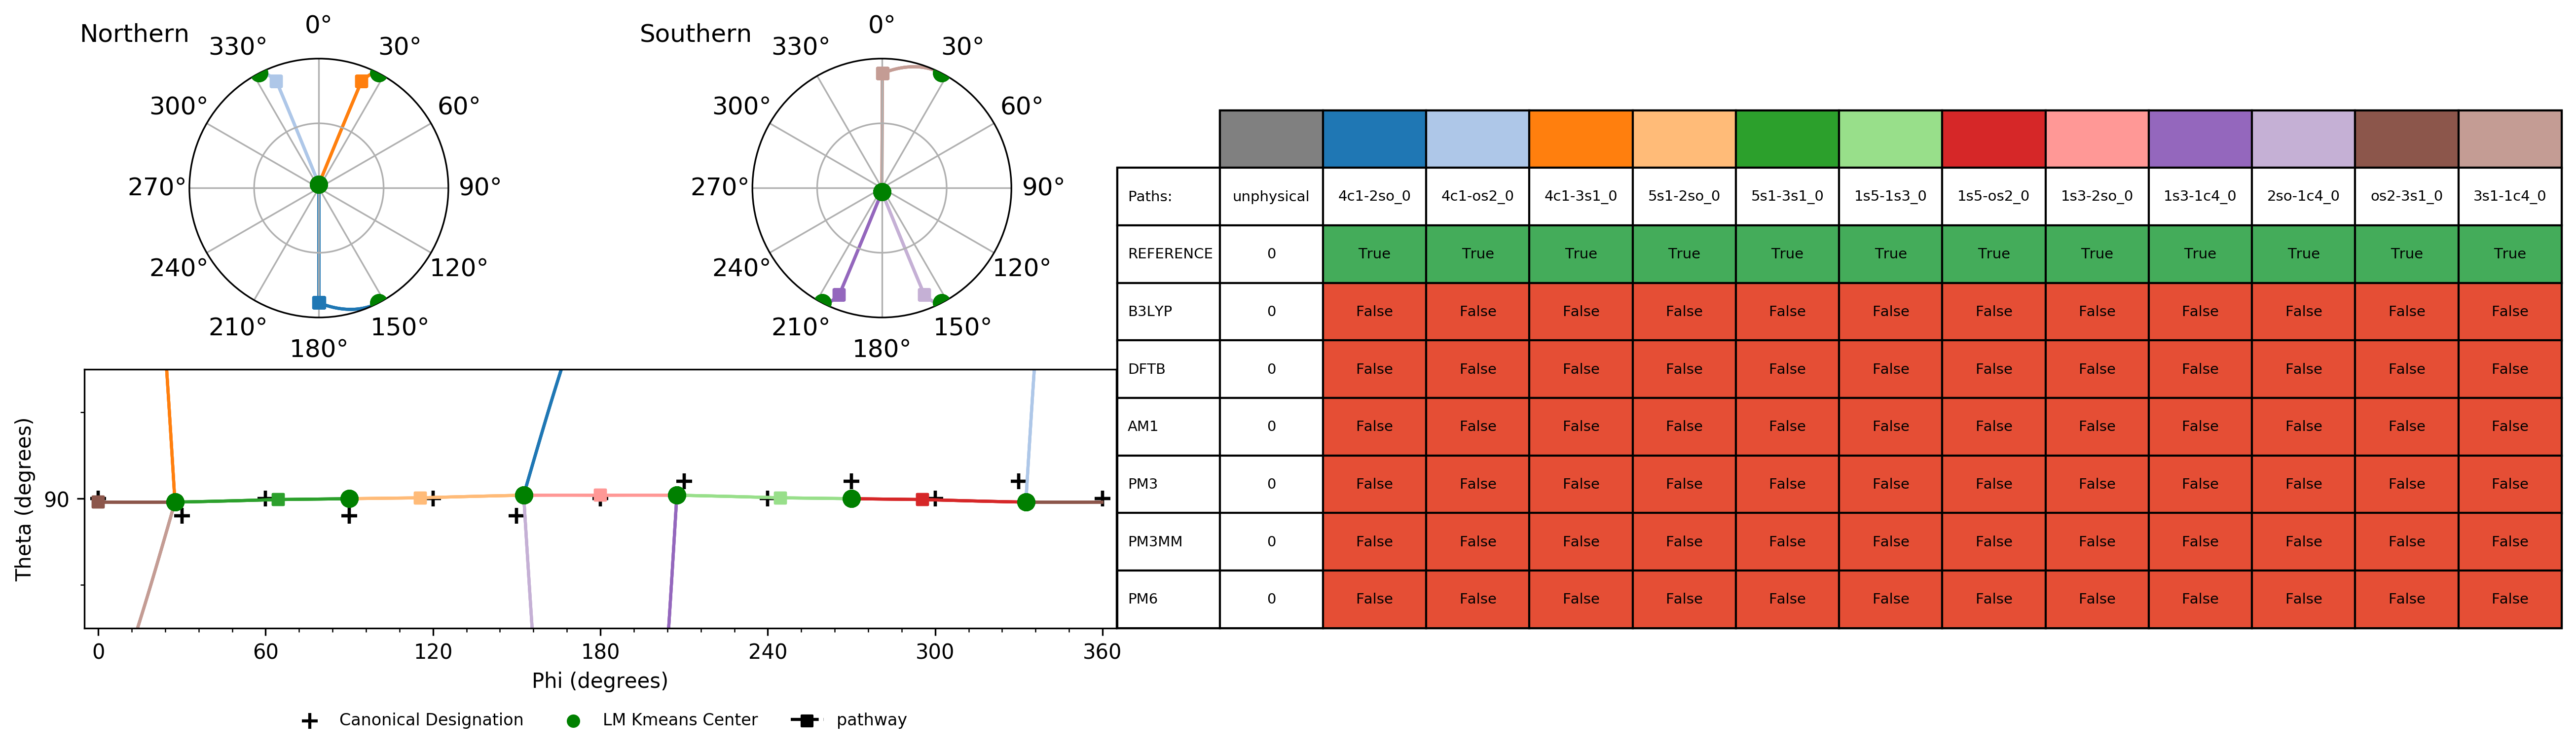 Northern
0°
30°
60°
90°
120°
150°
180°
210°
240°
270°
300°
330°
Southern
0°
30°
60°
90°
120°
150°
180°
210°
240°
270°
300°
330°
Theta (degrees)
90
0 60 120 180 240 300 360
Phi (degrees)
Canonical Designation LM Kmeans Center pathway
Paths: unphysical 4c1-2so_0 4c1-os2_0 4c1-3s1_0 5s1-2so_0 5s1-3s1_0 1s5-1s3_0 1s5-os2_0 1s3-2so_0 1s3-1c4_0 2so-1c4_0 os2-3s1_0 3s1-1c4_0
REFERENCE 0 True True True True True True True True True True True True
B3LYP 0 False False False False False False False False False False False False
DFTB 0 False False False False False False False False False False False False
AM1 0 False False False False False False False False False False False False
PM3 0 False False False False False False False False False False False False
PM3MM 0 False False False False False False False False False False False False
PM6 0 False False False False False False False False False False False False